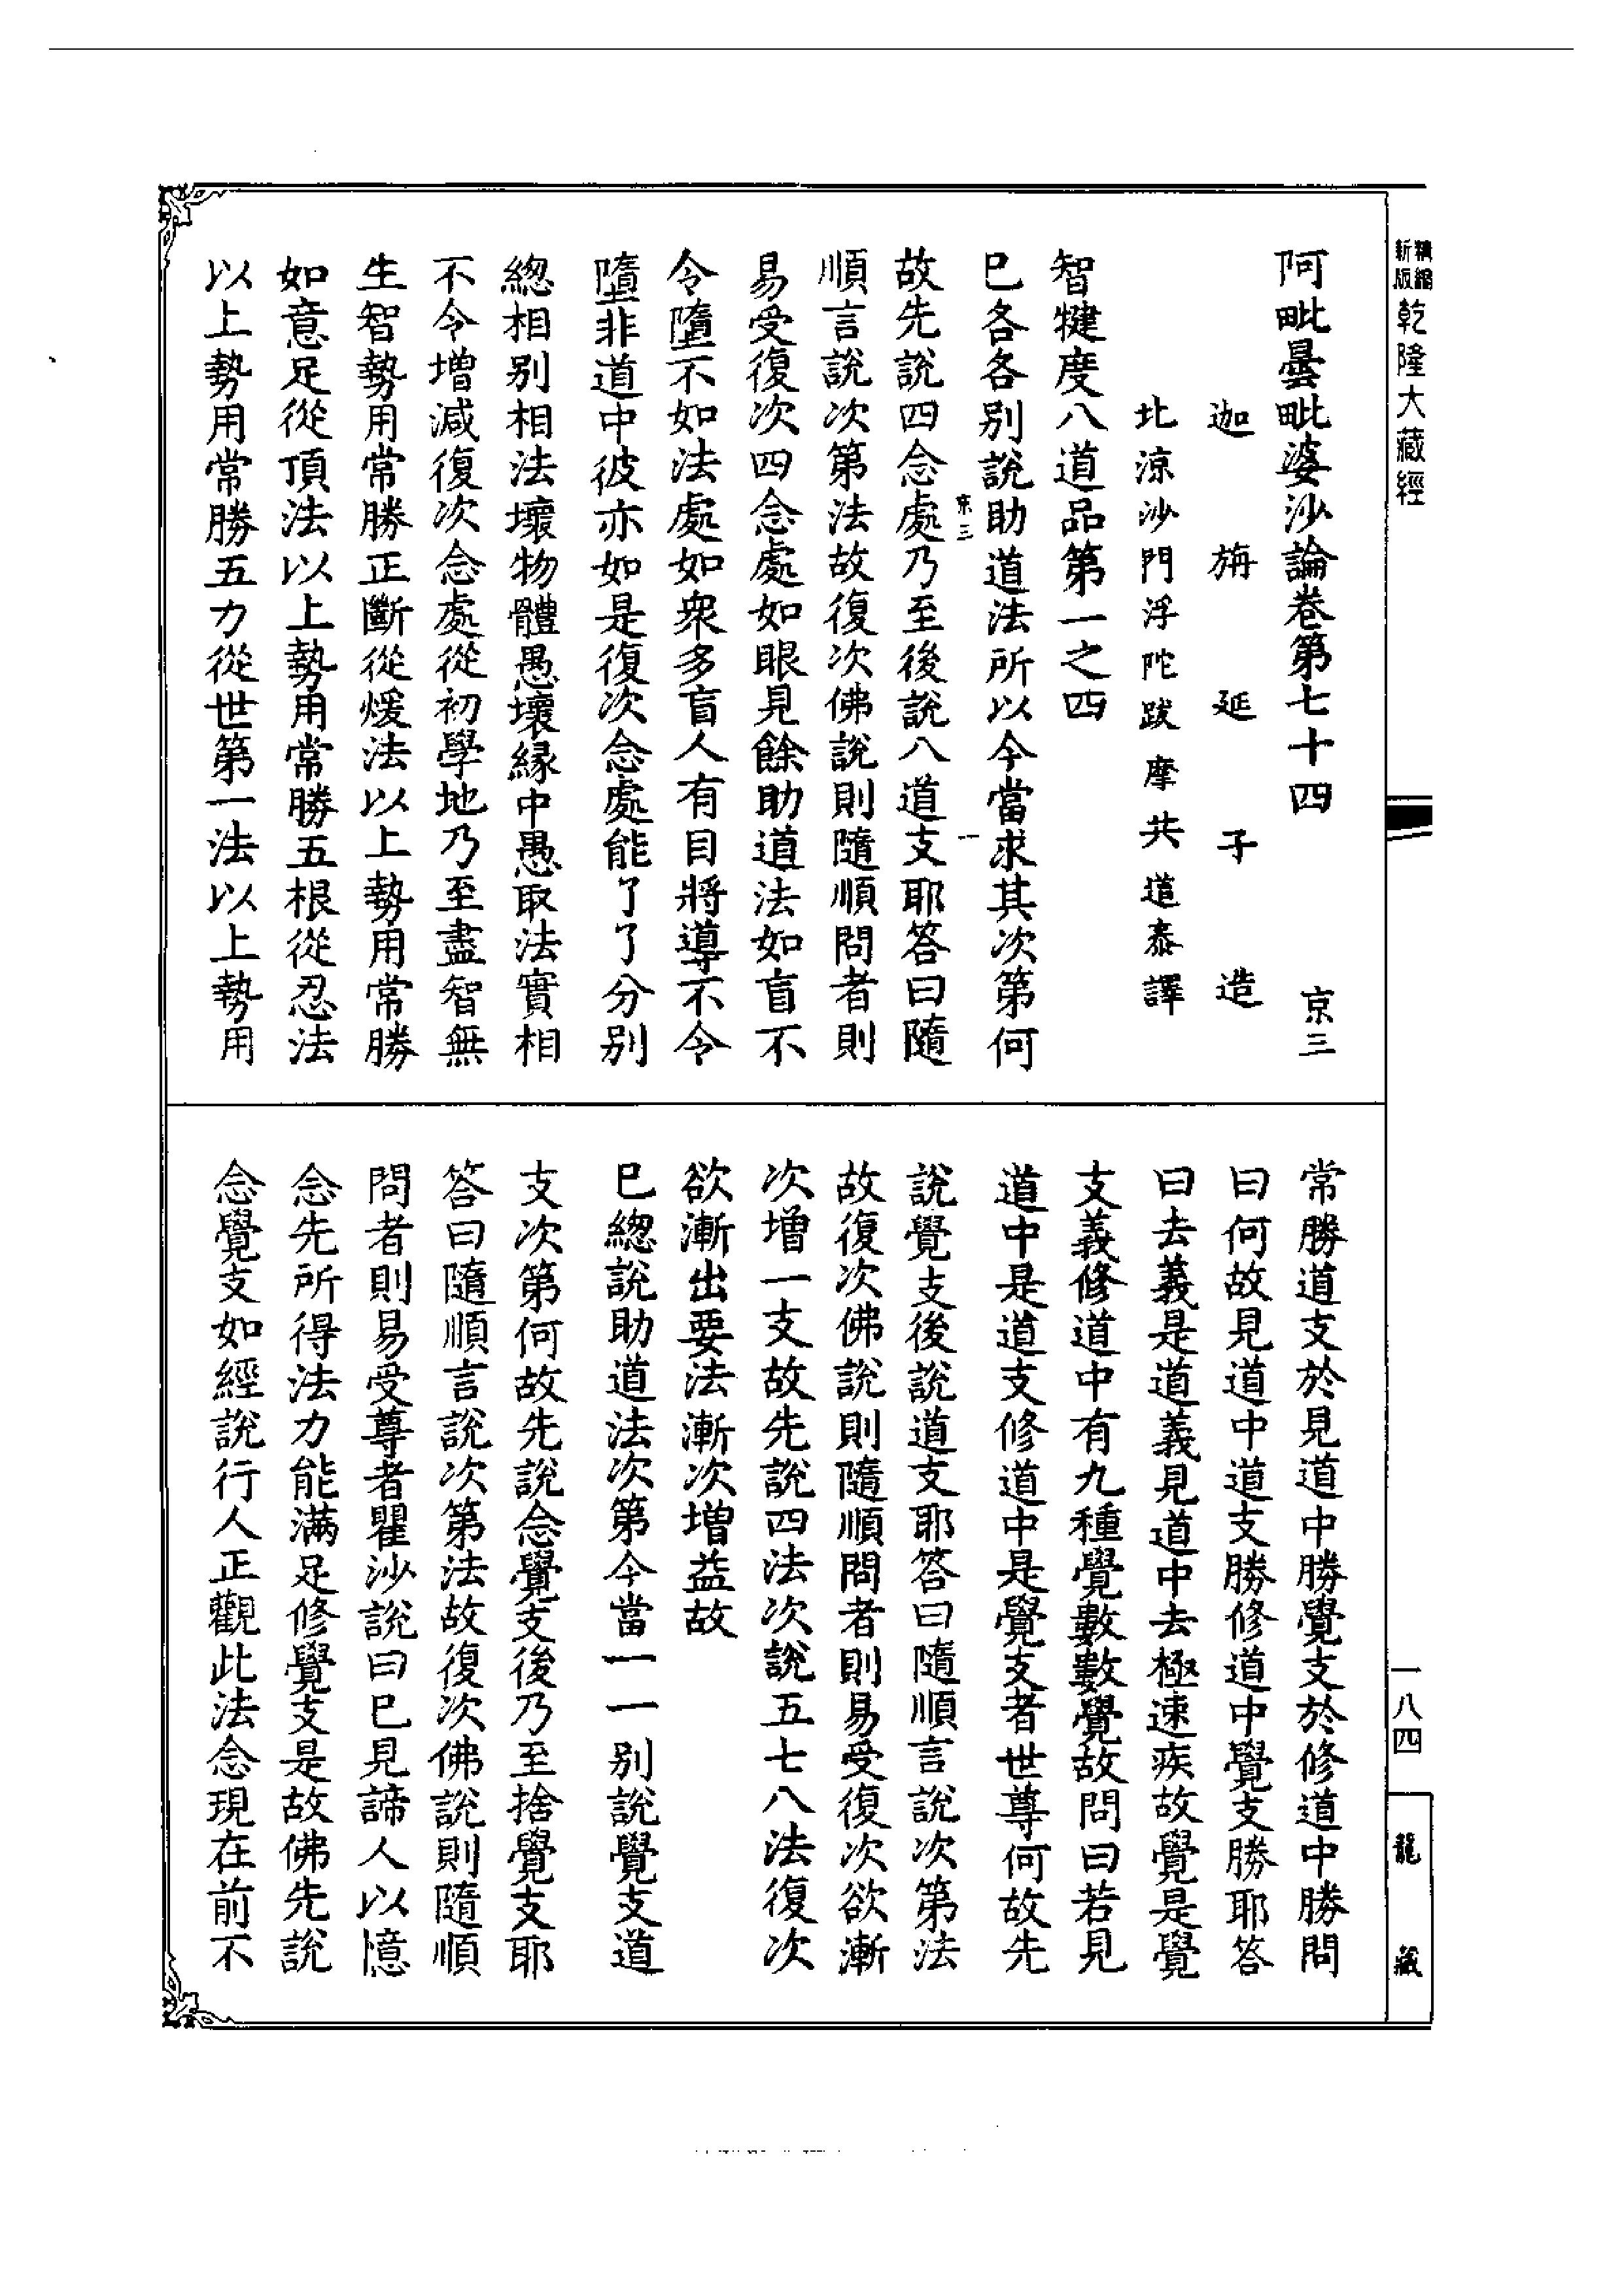 新版精縮乾隆大藏經
阿毗曇毗婆沙論卷第七十四 京三
迦旃延子造
北涼沙門浮陀跋摩共道泰譯
智犍度八道品第一之四
已各各別說助道法所以今當求其次第何
京三 一
故先說四念處乃至後說八道支耶答曰隨
順言說次第法故復次佛說則隨順問者則
易受復次四念處如眼見餘助道法如盲不
令墮不如法處如衆多盲人有目將導不令
墮非道中彼亦如是復次念處能了了分別
總相別相法壞物體愚壞緣中愚取法實相
不令增減復次念處從初學地乃至盡智無
生智勢用常勝正斷從煖法以上勢用常勝
如意足從頂法以上勢用常勝五根從忍法
以上勢用常勝五力從世第一法以上勢用
常勝道支於見道中勝覺支於修道中勝問
曰何故見道中道支勝修道中覺支勝耶答
曰去義是道義見道中去極速疾故覺是覺
支義修道中有九種覺數數覺故問曰若見
道中是道支修道中是覺支者世尊何故先
說覺支後說道支耶答曰隨順言說次第法
故復次佛說則隨順問者則易受復次欲漸
次增一支故先說四法次說五七八法復次
欲漸出要法漸次增益故
已總說助道法次第今當一一別說覺支道
支次第何故先說念覺支後乃至捨覺支耶
答曰隨順言說次第法故復次佛說則隨順
問者則易受尊者瞿沙說曰已見諦人以憶
念先所得法力能滿足修覺支是故佛先說
念覺支如經說行人正觀此法念現在前不
一八四
龍藏